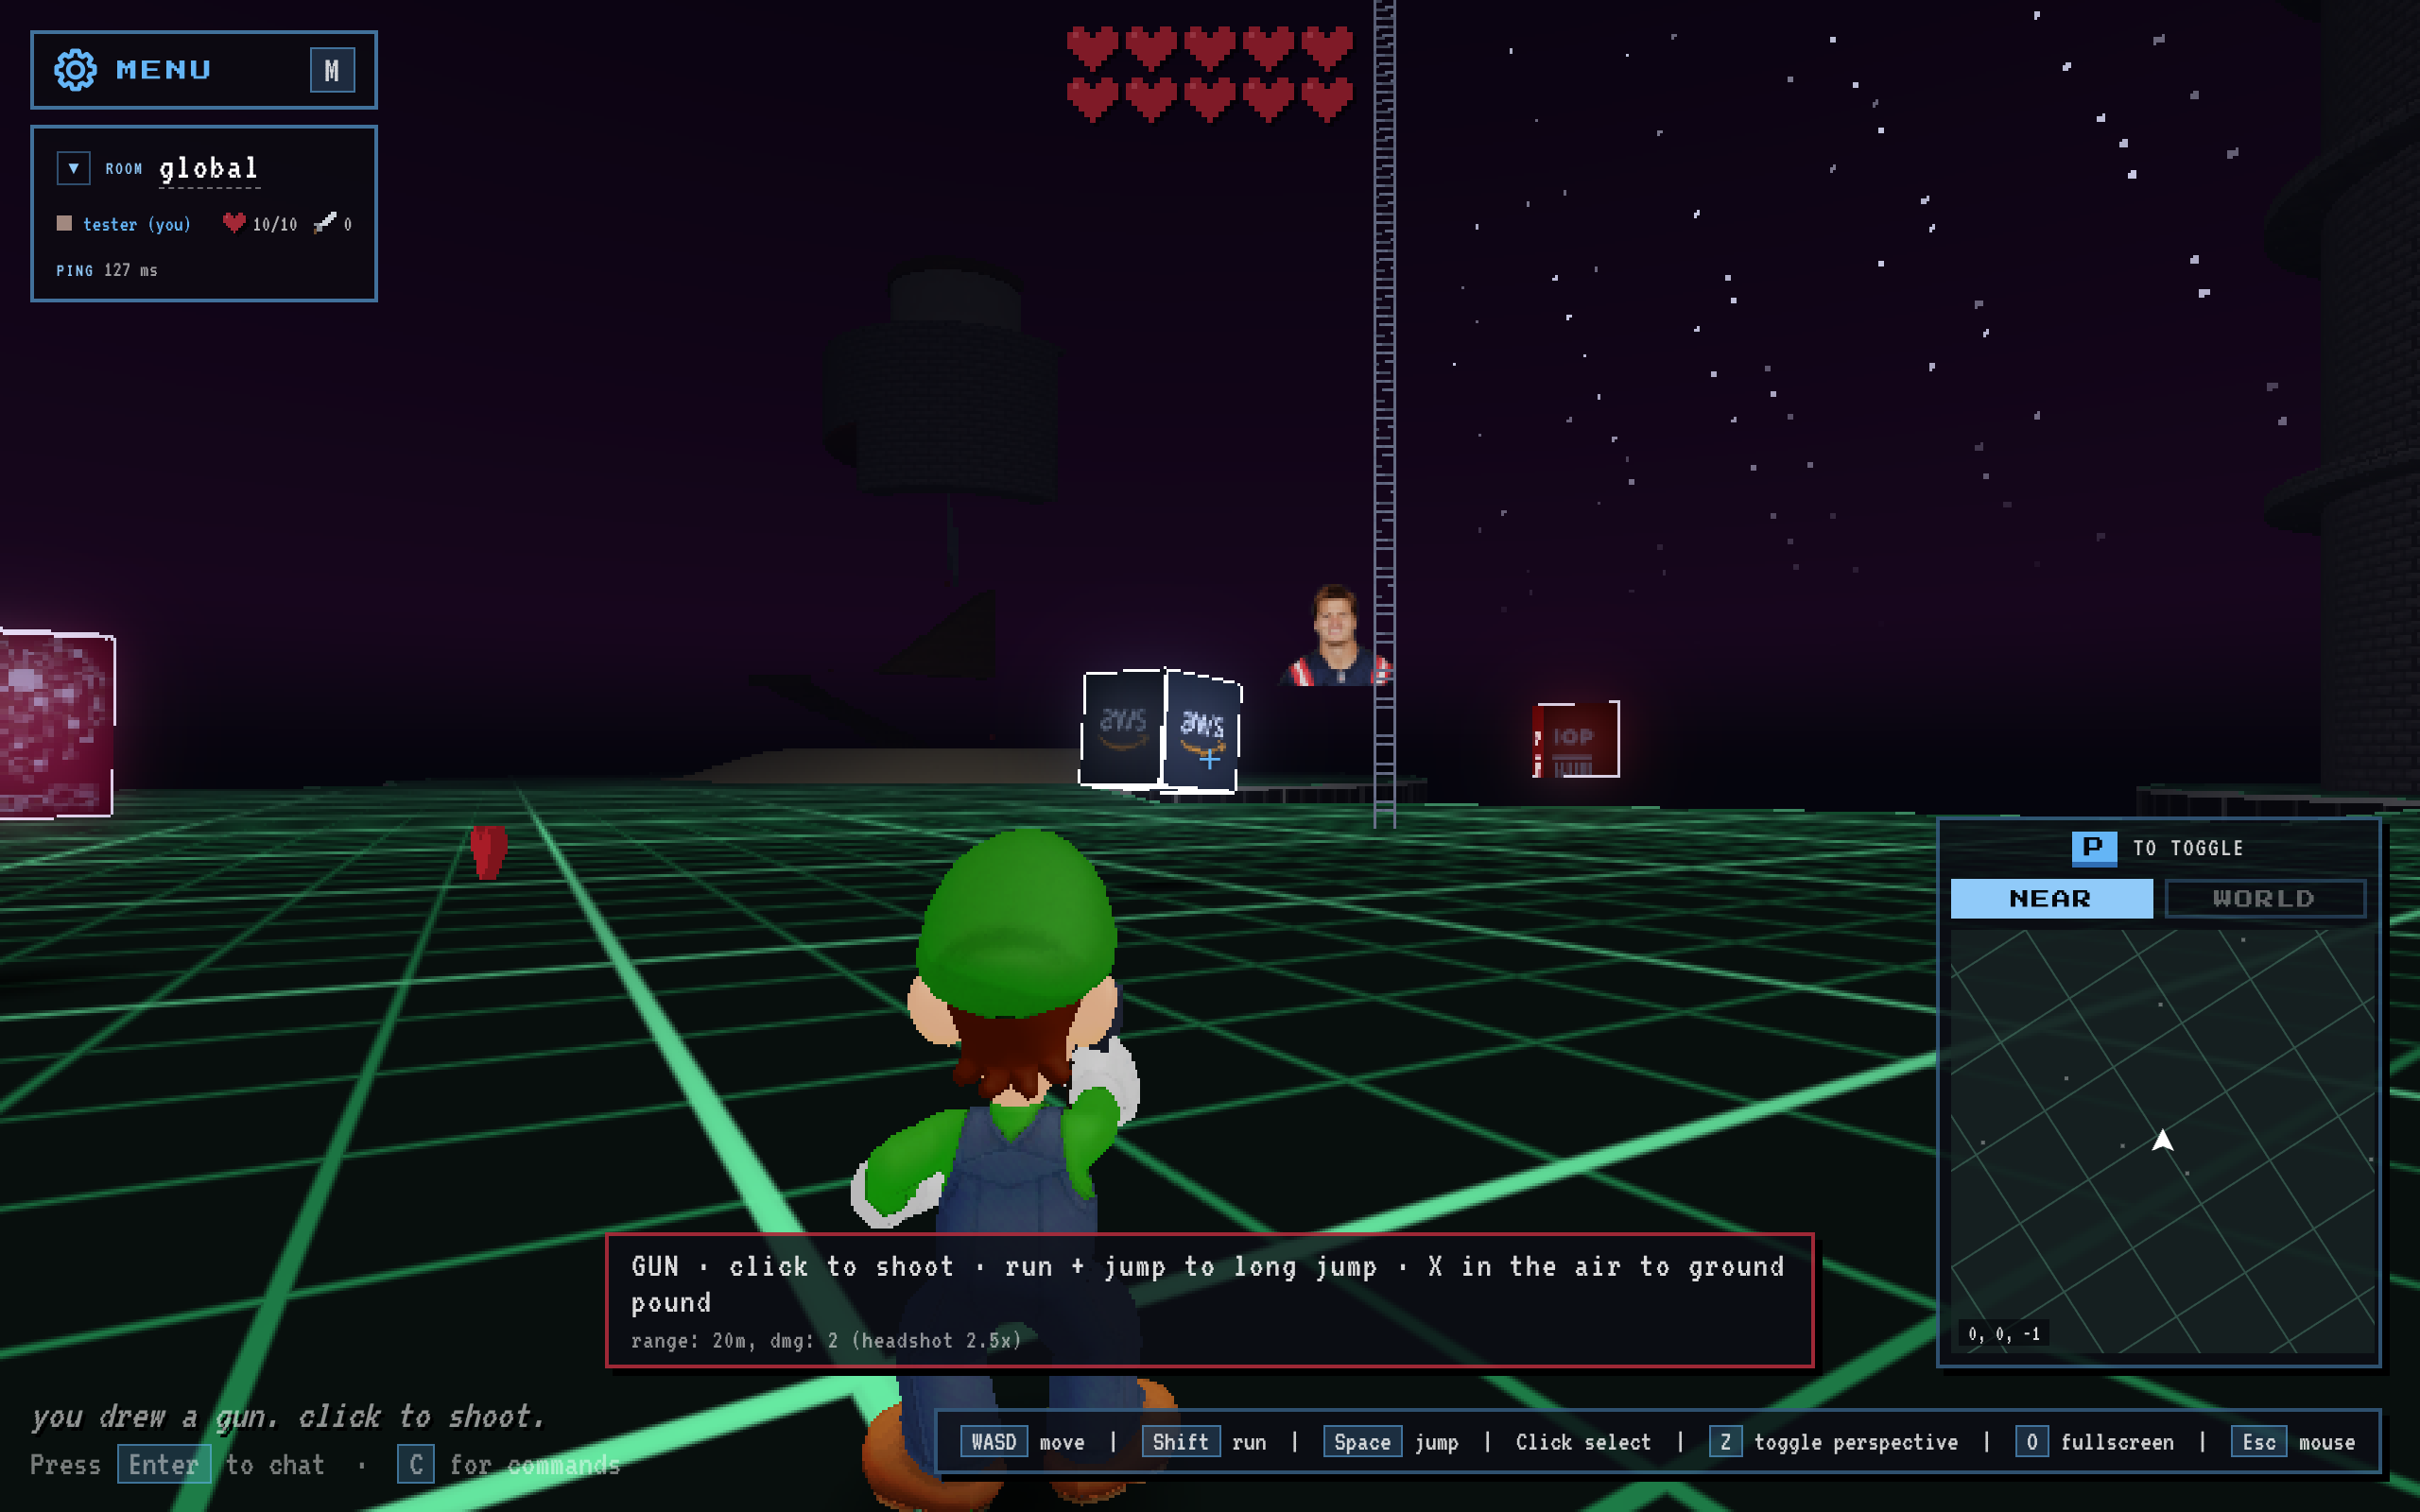 MENU M
ROOM global
tester (you) 10/10 0
PING 127 ms
aws aws
IOP
P TO TOGGLE
NEAR WORLD
0, 0, -1
GUN · click to shoot · run + jump to long jump · X in the air to ground
pound
range: 20m, dmg: 2 (headshot 2.5x)
you drew a gun. click to shoot.
Press Enter to chat · C for commands
WASD move | Shift run | Space jump | Click select | Z toggle perspective | O fullscreen | Esc mouse